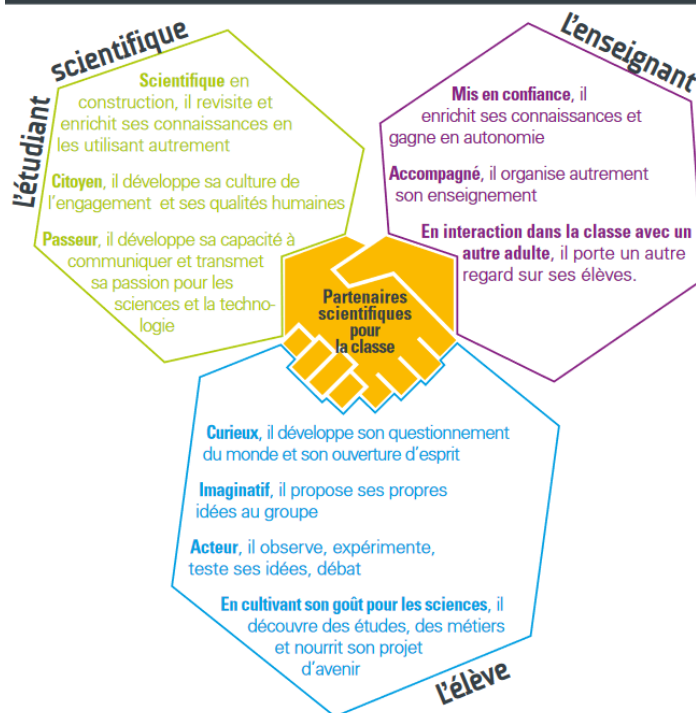 L'étudiant
scientifique
Scientifique en
construction, il revisite et
enrichit ses connaissances en
les utilisant autrement
Citoyen, il développe sa culture de
l'engagement et ses qualités humaines
Passeur, il développe sa capacité à
communiquer et transmet
sa passion pour les
sciences et la techno-
logie
L'enseignant
Mis en confiance, il
enrichit ses connaissances et
gagne en autonomie
Accompagné, il organise autrement
son enseignement
En interaction dans la classe avec un
autre adulte, il porte un autre
regard sur ses élèves.
Partenaires
scientifiques
pour
la classe
Curieux, il développe son questionnement
du monde et son ouverture d'esprit
Imaginatif, il propose ses propres
idées au groupe
Acteur, il observe, expérimente,
teste ses idées, débat
En cultivant son goût pour les sciences, il
découvre des études, des métiers
et nourrit son projet
d'avenir
L'élève